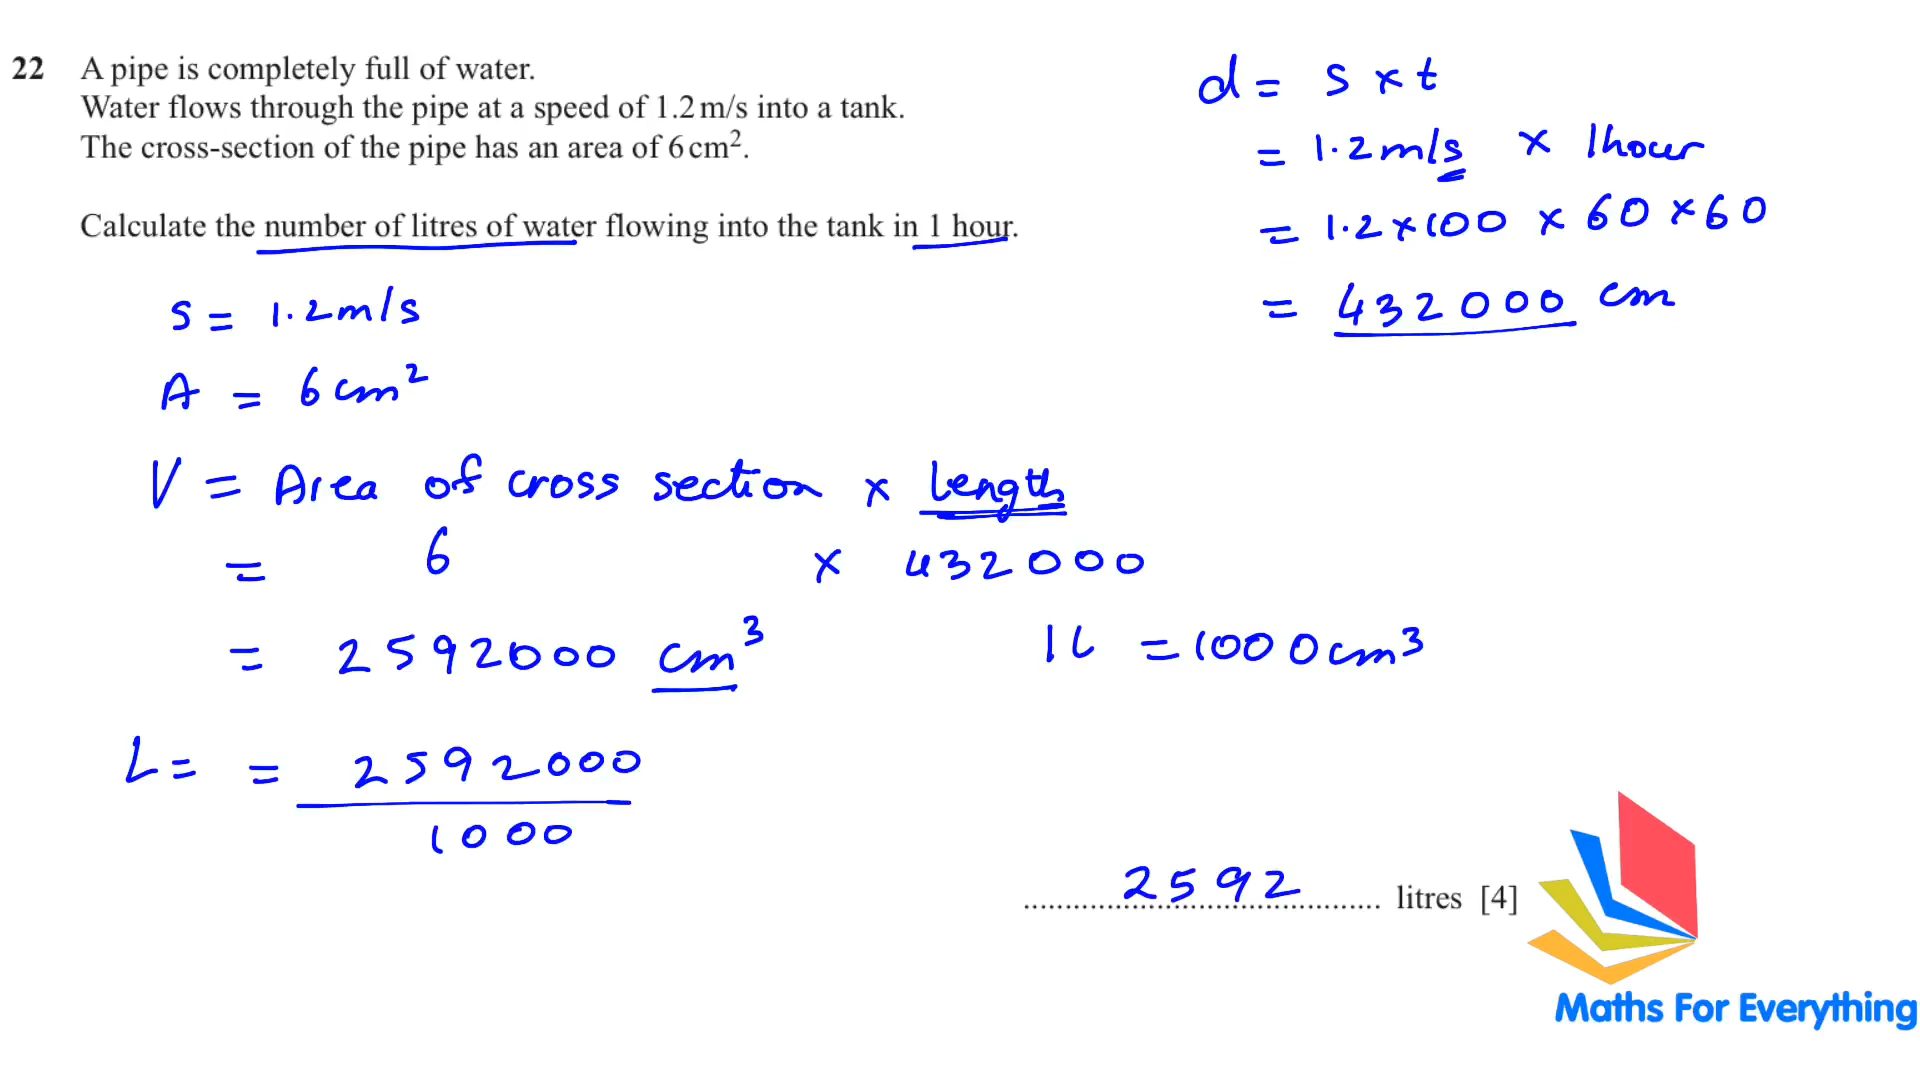 22 A pipe is completely full of water.
Water flows through the pipe at a speed of 1.2 m/s into a tank.
The cross-section of the pipe has an area of 6 cm².
Calculate the number of litres of water flowing into the tank in 1 hour.
d = s × t
= 1.2m/s × 1hour
= 1.2×100 × 60×60
= 432000 cm
s = 1.2m/s
A = 6cm²
V = Area of cross section × Length
= 6 × 432000
= 2592000 cm³
1L = 1000cm³
L = = 2592000
1000
2592 litres [4]
Maths For Everything